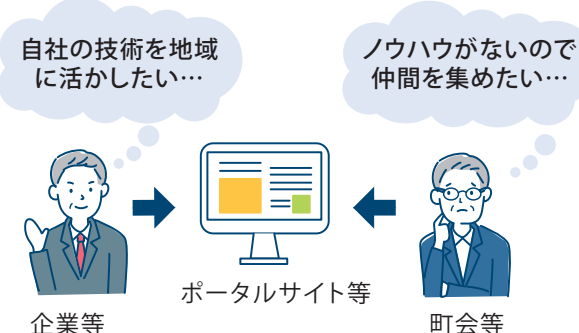 自社の技術を地域
に活かしたい…
ノウハウがないので
仲間を集めたい…
ポータルサイト等
企業等
町会等